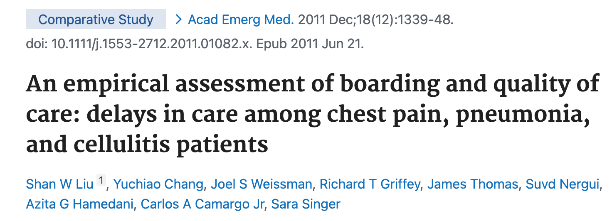 Comparative Study > Acad Emerg Med. 2011 Dec;18(12):1339-48.
doi: 10.1111/j.1553-2712.2011.01082.x. Epub 2011 Jun 21.
An empirical assessment of boarding and quality of
care: delays in care among chest pain, pneumonia,
and cellulitis patients
Shan W Liu 1, Yuchiao Chang, Joel S Weissman, Richard T Griffey, James Thomas, Suvd Nergui,
Azita G Hamedani, Carlos A Camargo Jr, Sara Singer